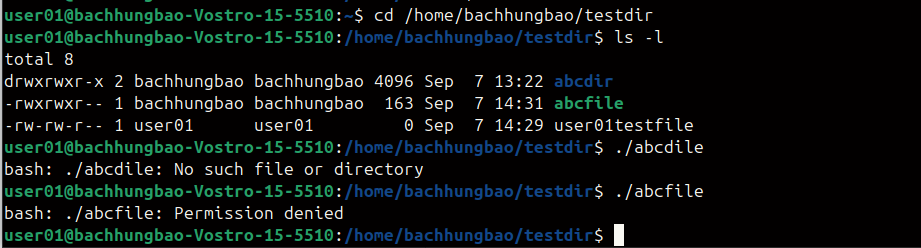 user01@bachhungbao-Vostro-15-5510:~$ cd /home/bachhungbao/testdir
user01@bachhungbao-Vostro-15-5510:/home/bachhungbao/testdir$ ls -l
total 8
drwxrwxr-x 2 bachhungbao bachhungbao 4096 Sep  7 13:22 abcdir
-rwxrwxr-- 1 bachhungbao bachhungbao  163 Sep  7 14:31 abcfile
-rw-rw-r-- 1 user01      user01         0 Sep  7 14:29 user01testfile
user01@bachhungbao-Vostro-15-5510:/home/bachhungbao/testdir$ ./abcdile
bash: ./abcdile: No such file or directory
user01@bachhungbao-Vostro-15-5510:/home/bachhungbao/testdir$ ./abcfile
bash: ./abcfile: Permission denied
user01@bachhungbao-Vostro-15-5510:/home/bachhungbao/testdir$